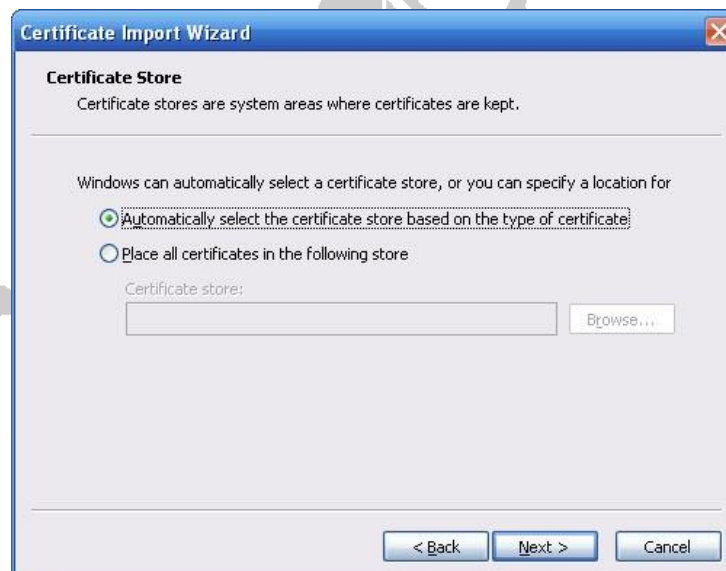 Certificate Import Wizard
Certificate Store
Certificate stores are system areas where certificates are kept.
Windows can automatically select a certificate store, or you can specify a location for
Automatically select the certificate store based on the type of certificate
Place all certificates in the following store
Certificate store:
Browse...
< Back Next > Cancel